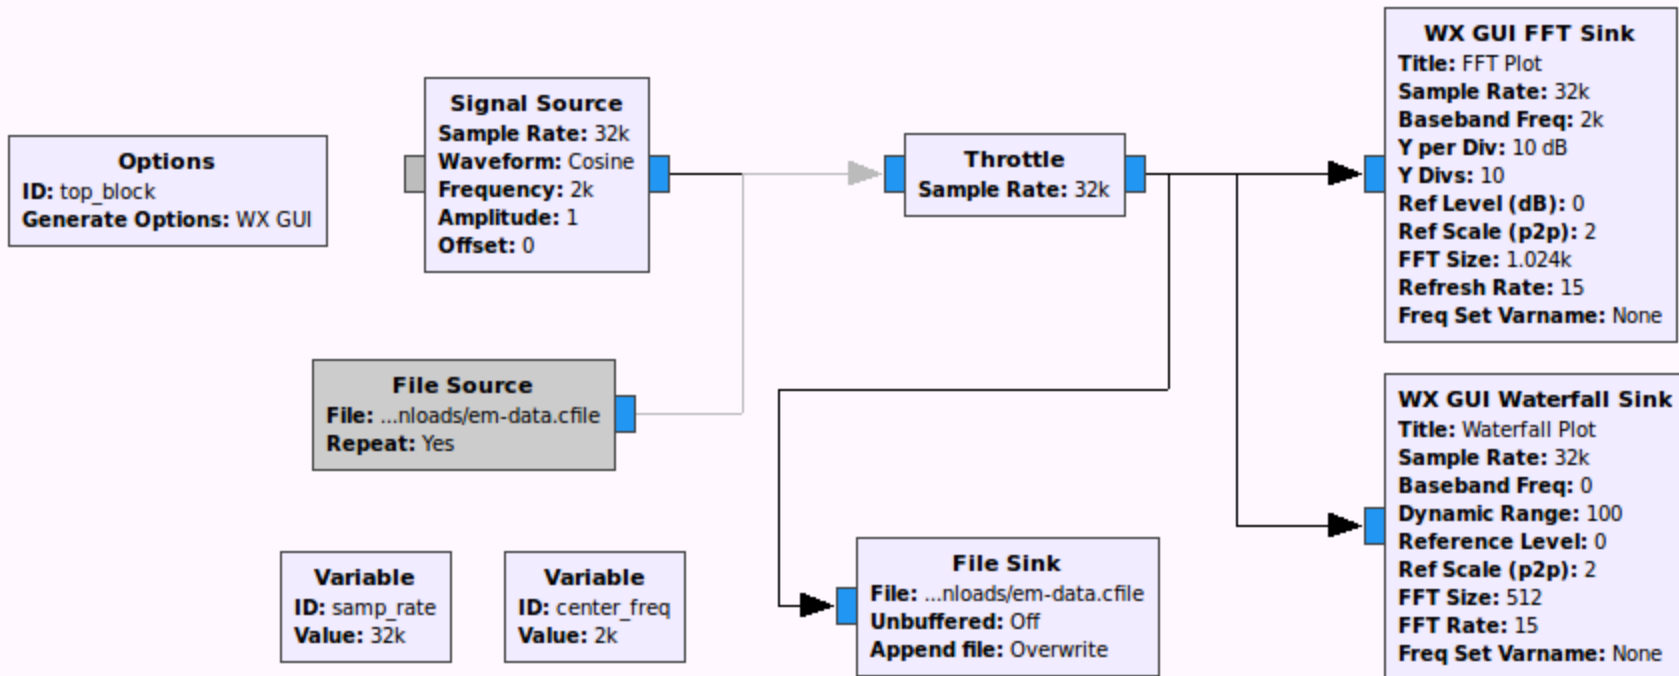 Options
ID: top_block
Generate Options: WX GUI
Signal Source
Sample Rate: 32k
Waveform: Cosine
Frequency: 2k
Amplitude: 1
Offset: 0
Throttle
Sample Rate: 32k
WX GUI FFT Sink
Title: FFT Plot
Sample Rate: 32k
Baseband Freq: 2k
Y per Div: 10 dB
Y Divs: 10
Ref Level (dB): 0
Ref Scale (p2p): 2
FFT Size: 1.024k
Refresh Rate: 15
Freq Set Varname: None
File Source
File: ...nloads/em-data.cfile
Repeat: Yes
WX GUI Waterfall Sink
Title: Waterfall Plot
Sample Rate: 32k
Baseband Freq: 0
Dynamic Range: 100
Reference Level: 0
Ref Scale (p2p): 2
FFT Size: 512
FFT Rate: 15
Freq Set Varname: None
Variable
ID: samp_rate
Value: 32k
Variable
ID: center_freq
Value: 2k
File Sink
File: ...nloads/em-data.cfile
Unbuffered: Off
Append file: Overwrite